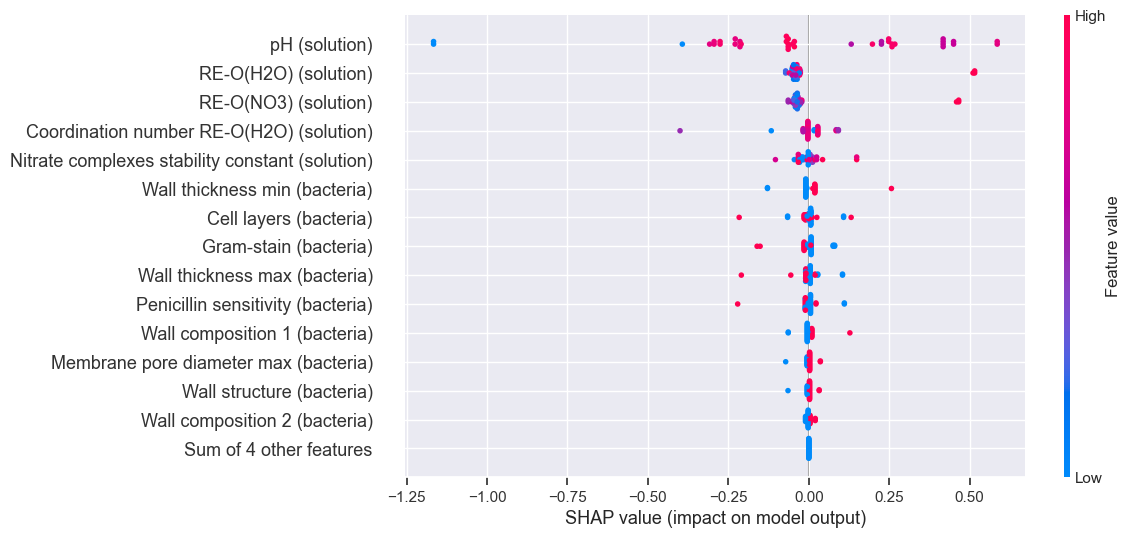 High
pH (solution)
RE-O(H2O) (solution)
RE-O(NO3) (solution)
Coordination number RE-O(H2O) (solution)
Nitrate complexes stability constant (solution)
Wall thickness min (bacteria)
Cell layers (bacteria)
Gram-stain (bacteria)
Wall thickness max (bacteria)
Penicillin sensitivity (bacteria)
Wall composition 1 (bacteria)
Membrane pore diameter max (bacteria)
Wall structure (bacteria)
Wall composition 2 (bacteria)
Sum of 4 other features
Feature value
Low
−1.25 −1.00 −0.75 −0.50 −0.25 0.00 0.25 0.50
SHAP value (impact on model output)